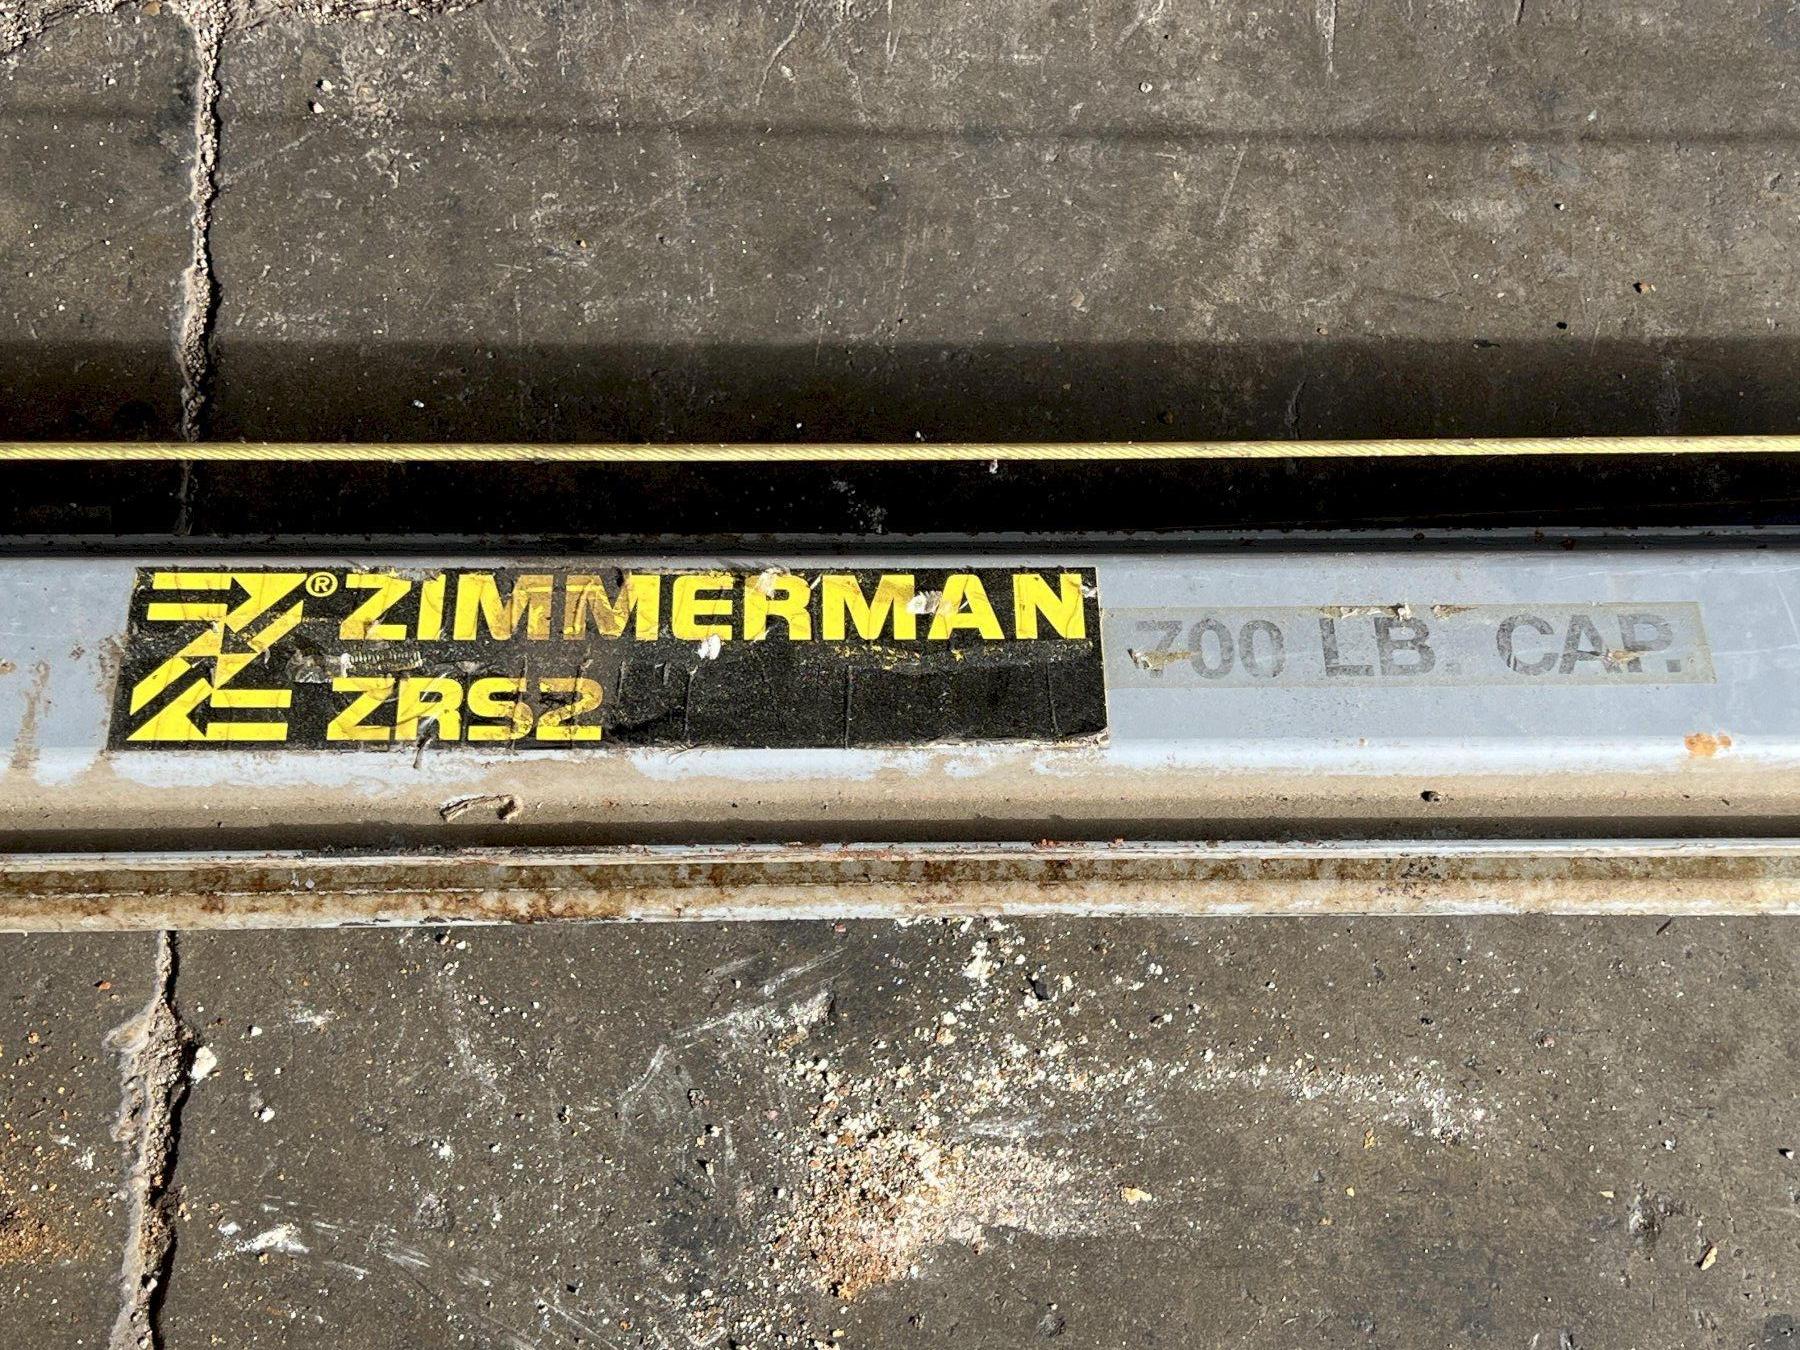 ZIMMERMAN
ZRS2
700 LB. CAP.